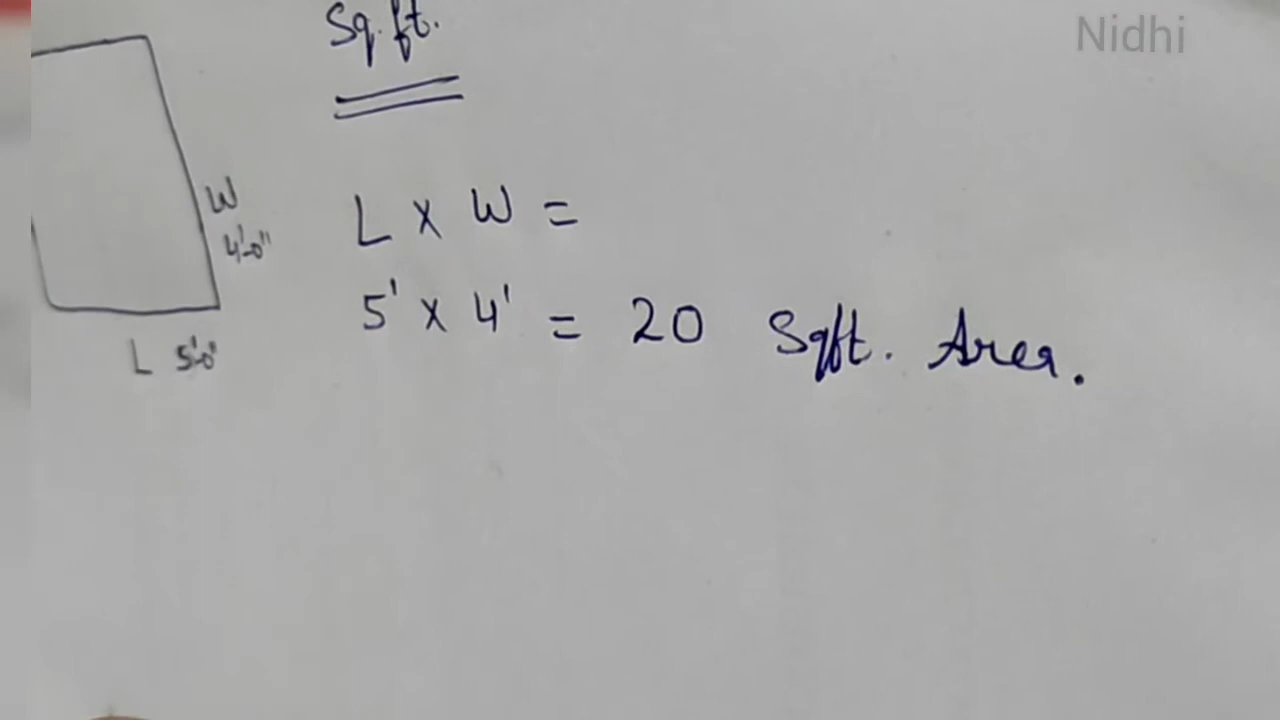 Nidhi
Sq.ft.
L x W =
W
4'-0"
5' x 4' = 20 Sqft. Area.
L 5'-0"